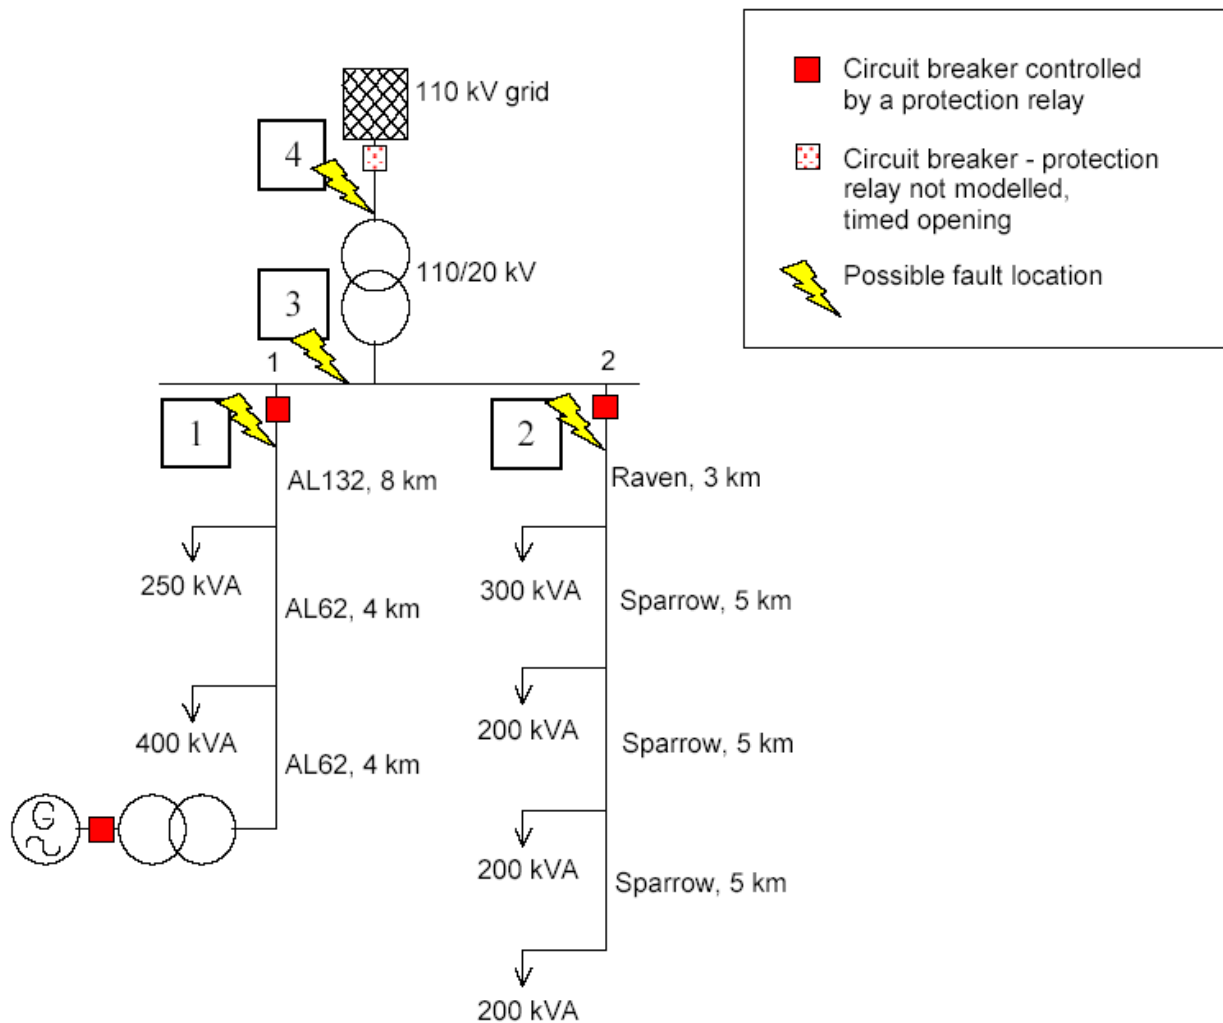 110 kV grid
4
110/20 kV
3
1
2
1
2
AL132, 8 km
Raven, 3 km
250 kVA
300 kVA
AL62, 4 km
Sparrow, 5 km
400 kVA
200 kVA
AL62, 4 km
Sparrow, 5 km
G
200 kVA
Sparrow, 5 km
200 kVA
Circuit breaker controlled
by a protection relay
Circuit breaker - protection
relay not modelled,
timed opening
Possible fault location